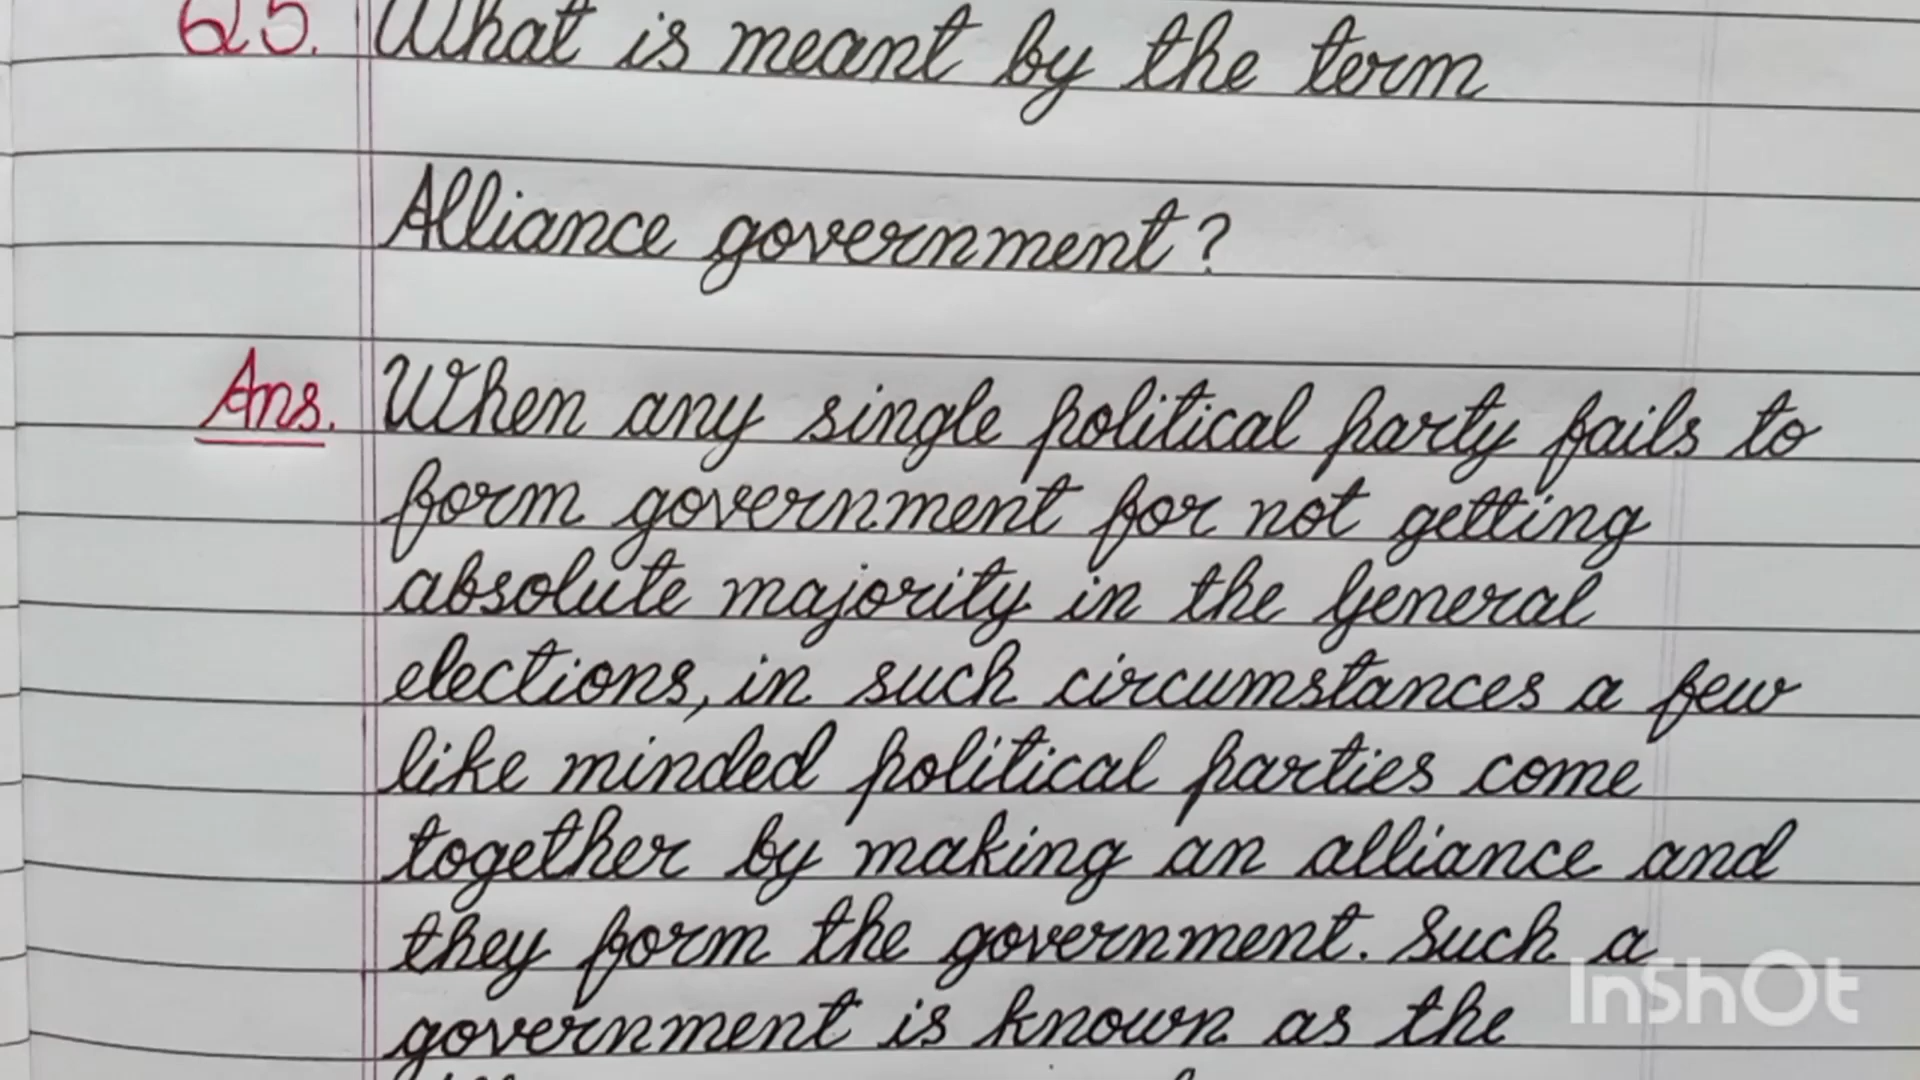 Q5. What is meant by the term
Alliance government?
Ans. When any single political party fails to
form government for not getting
absolute majority in the General
elections, in such circumstances a few
like minded political parties come
together by making an alliance and
they form the government. Such a
government is known as the
InShOt